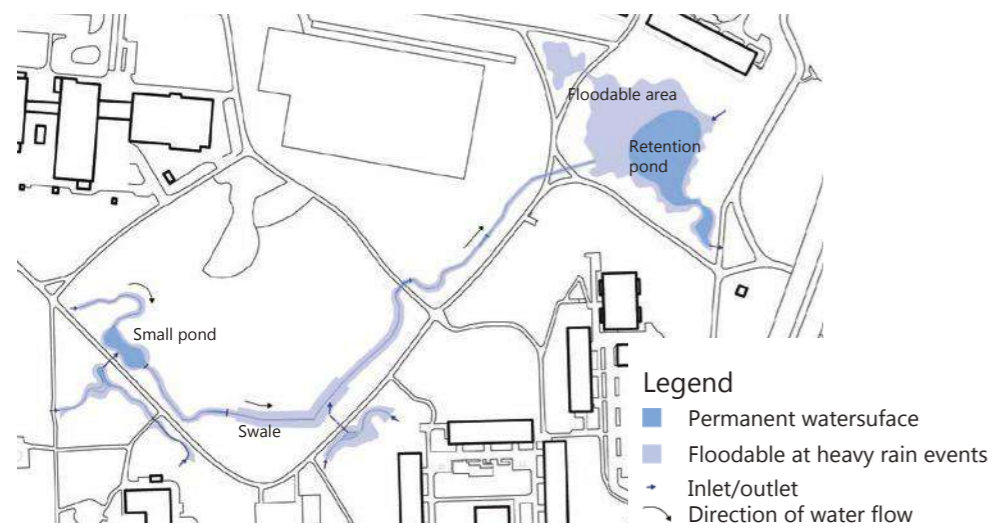 Floodable area
Retention
pond
Small pond
Swale
Legend
Permanent watersuface
Floodable at heavy rain events
Inlet/outlet
Direction of water flow